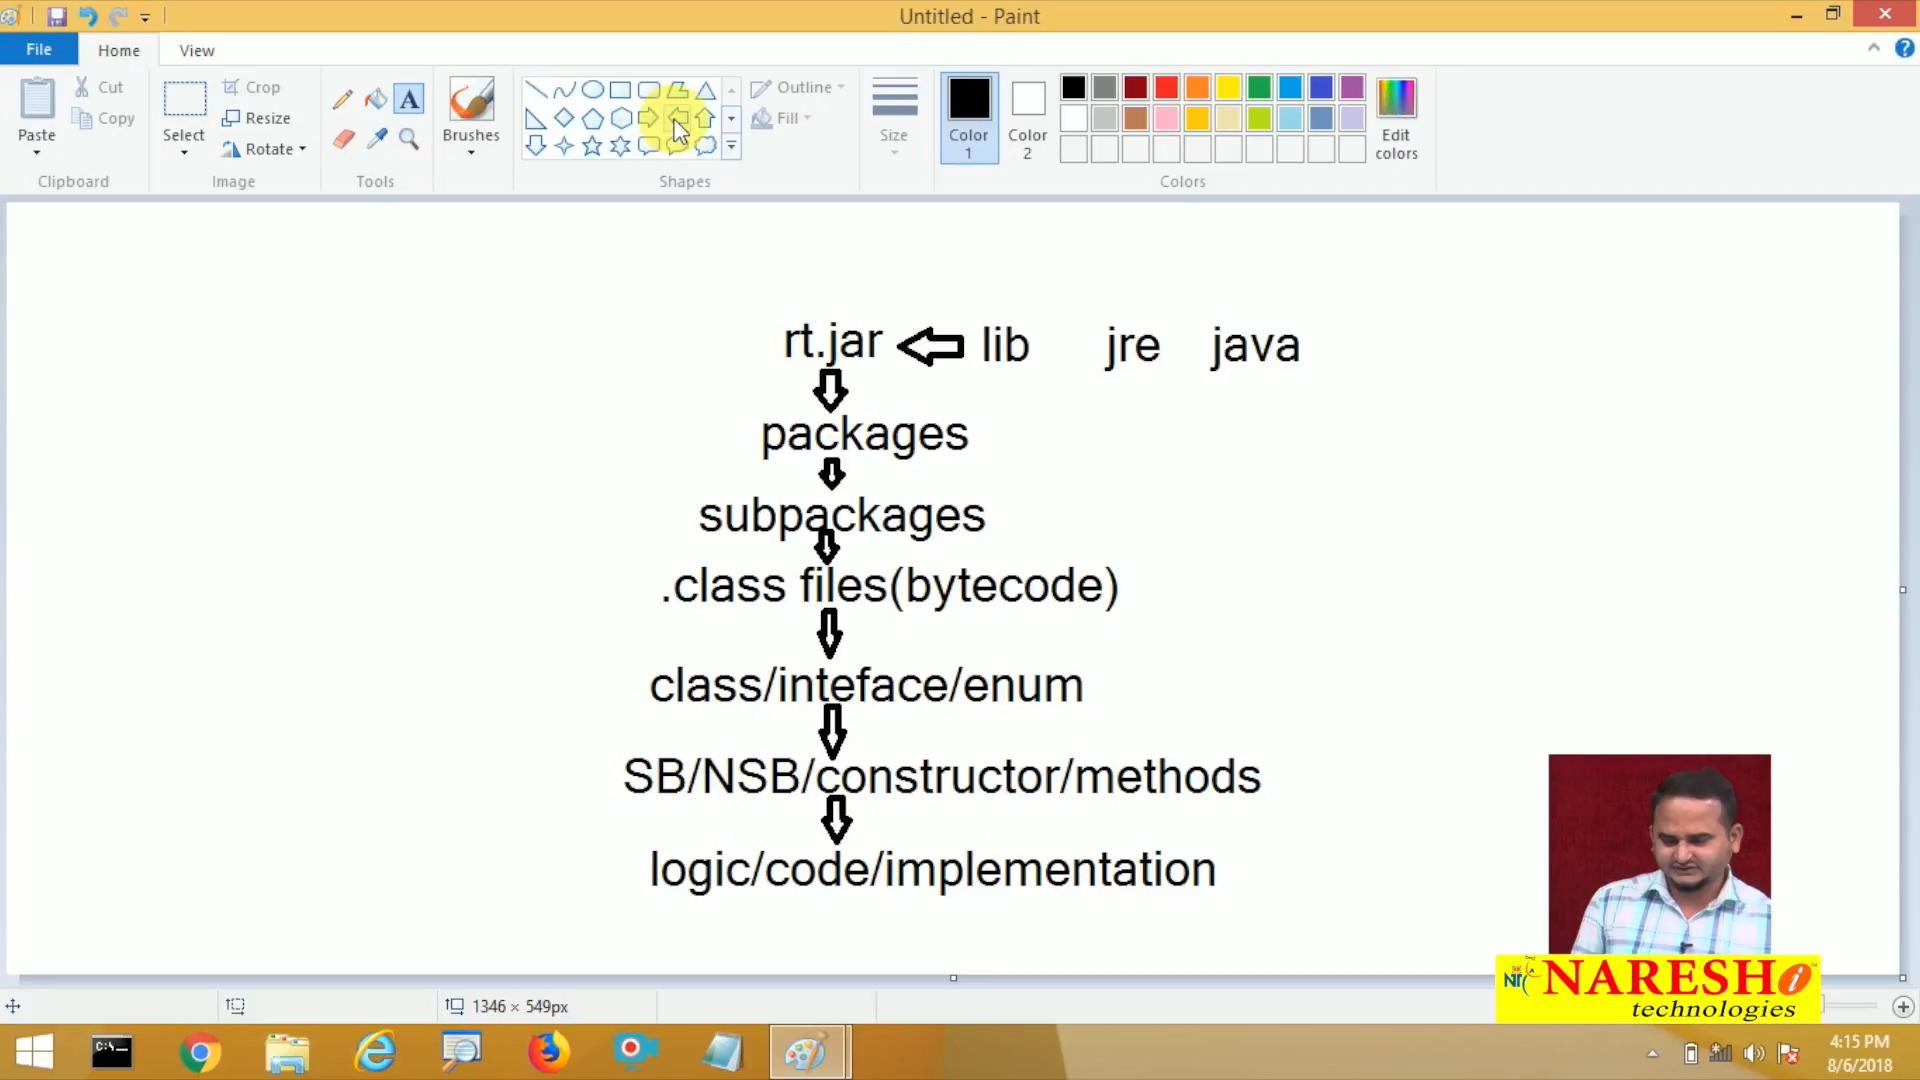 Untitled - Paint
File Home View
Paste Cut Copy
Clipboard
Select Crop Resize Rotate
Image
A
Tools
Brushes
Shapes
Outline Fill
Size
Color 1
Color 2
Edit colors
Colors
rt.jar lib jre java
packages
subpackages
.class files(bytecode)
class/inteface/enum
SB/NSB/constructor/methods
logic/code/implementation
NT NARESH i
technologies
1346 × 549px
C:\_
4:15 PM
8/6/2018